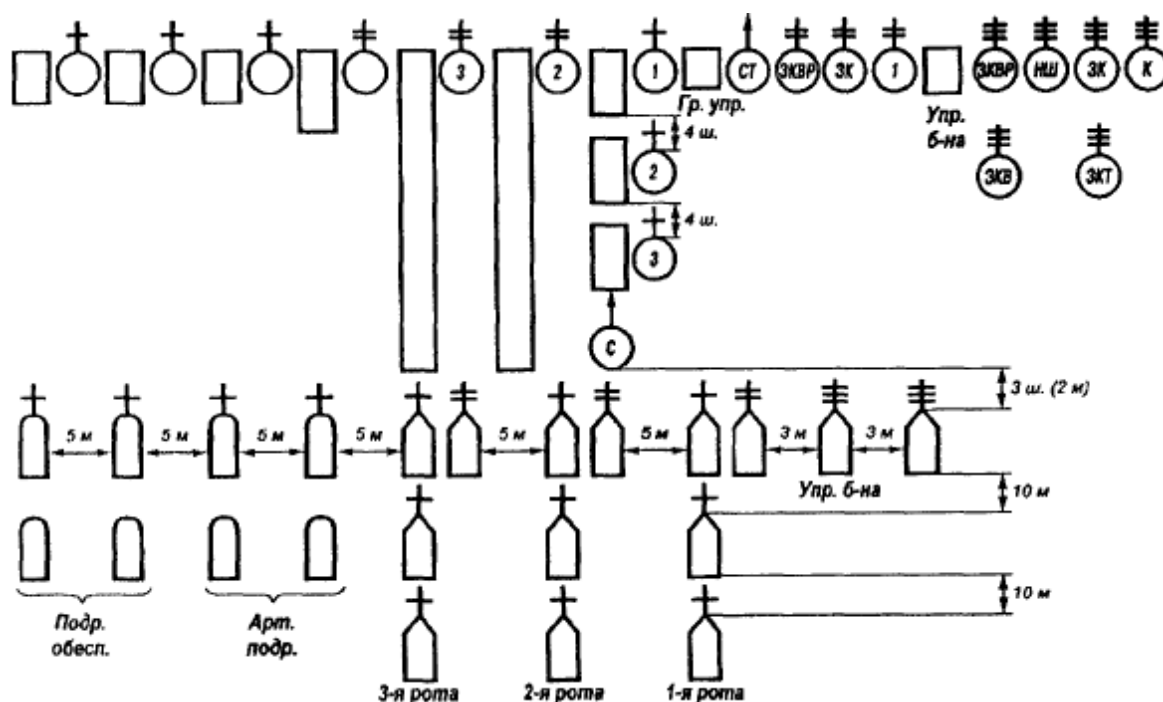 3
2
1
СТ
ЗКВР
ЗК
1
ЗКВР
НШ
ЗК
К
Гр. упр.
Упр.
б-на
4 ш.
2
ЗКВ
ЗКТ
4 ш.
3
С
3 ш. (2 м)
5 м
5 м
5 м
5 м
5 м
5 м
3 м
3 м
Упр. б-на
10 м
10 м
Подр.
обесп.
Арт.
подр.
3-я рота
2-я рота
1-я рота